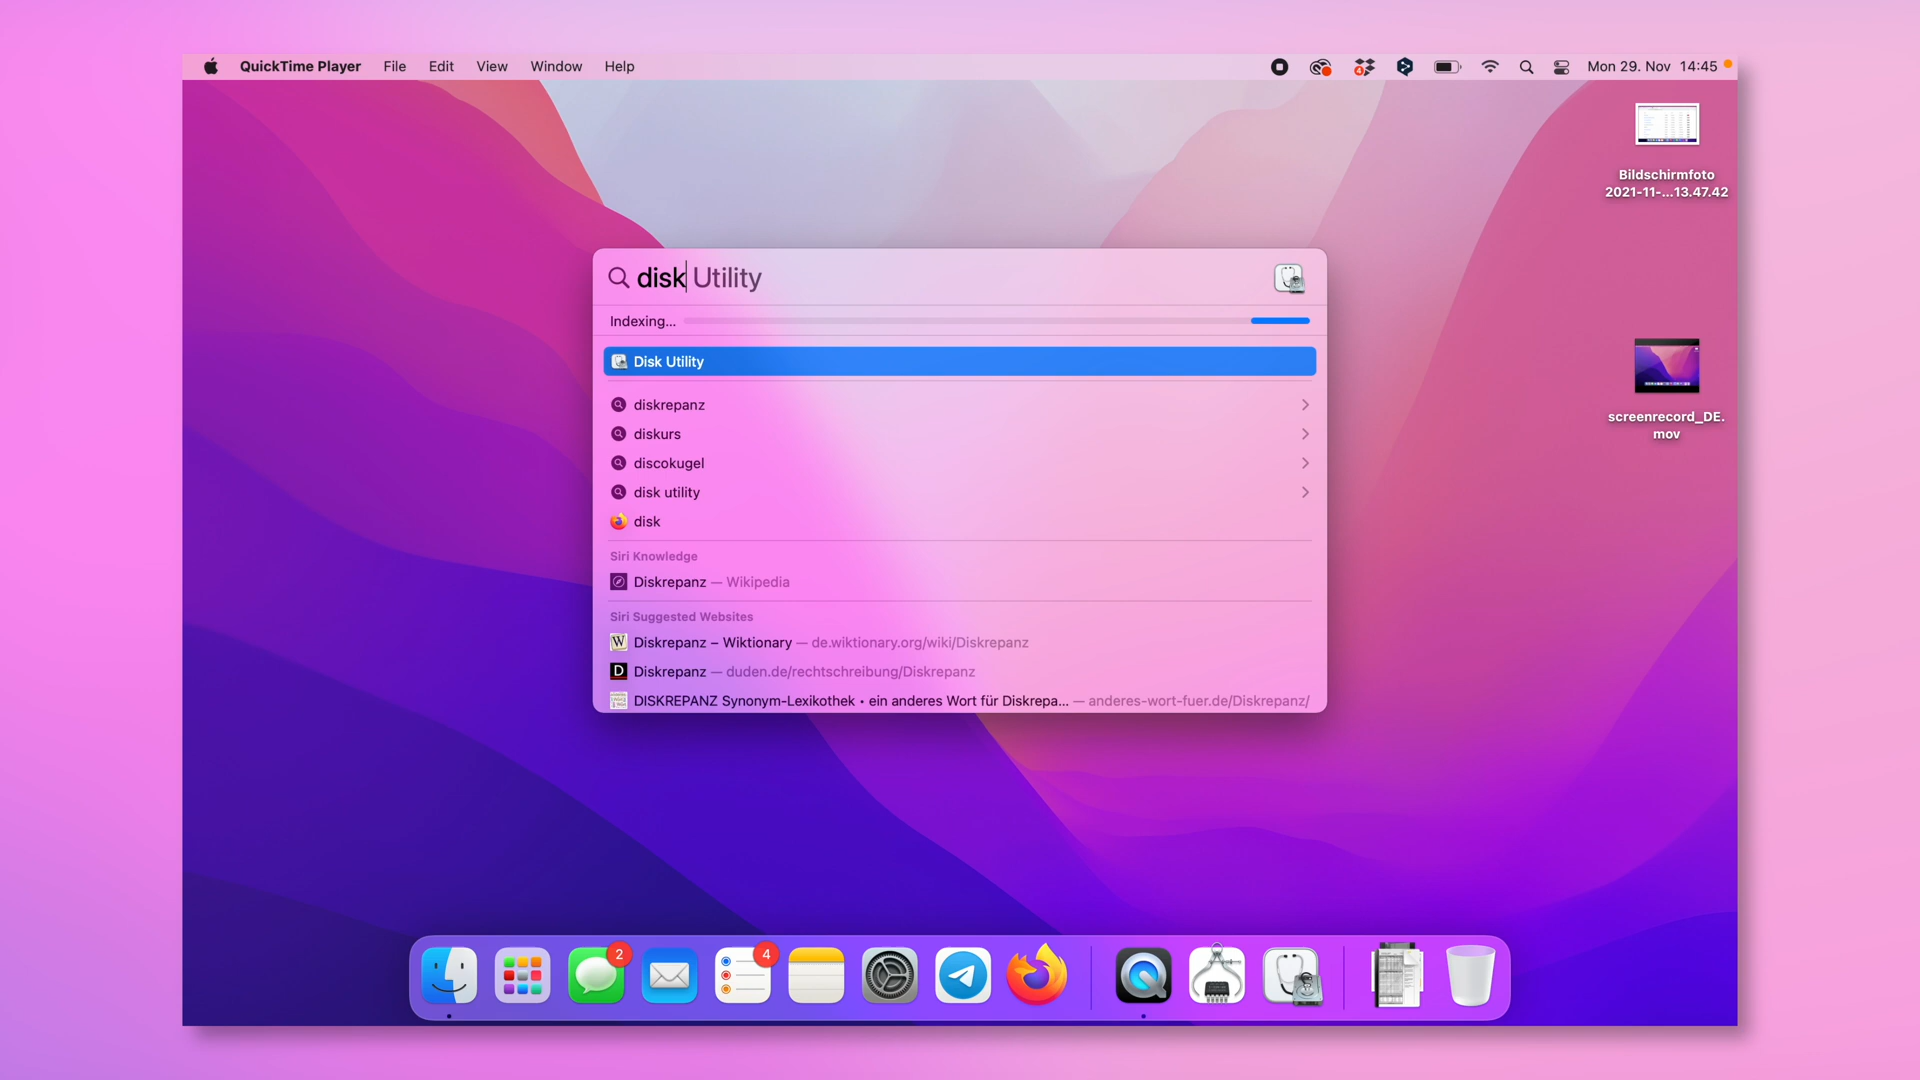 QuickTime Player File Edit View Window Help 4 Mon 29. Nov 14:45
Bildschirmfoto
2021-11-...13.47.42
disk Utility
Indexing...
Disk Utility
diskrepanz
diskurs
discokugel
disk utility
disk
Siri Knowledge
Diskrepanz — Wikipedia
Siri Suggested Websites
W Diskrepanz – Wiktionary — de.wiktionary.org/wiki/Diskrepanz
D Diskrepanz — duden.de/rechtschreibung/Diskrepanz
DISKREPANZ Synonym-Lexikothek • ein anderes Wort für Diskrepa... — anderes-wort-fuer.de/Diskrepanz/
screenrecord_DE.
mov
2
4